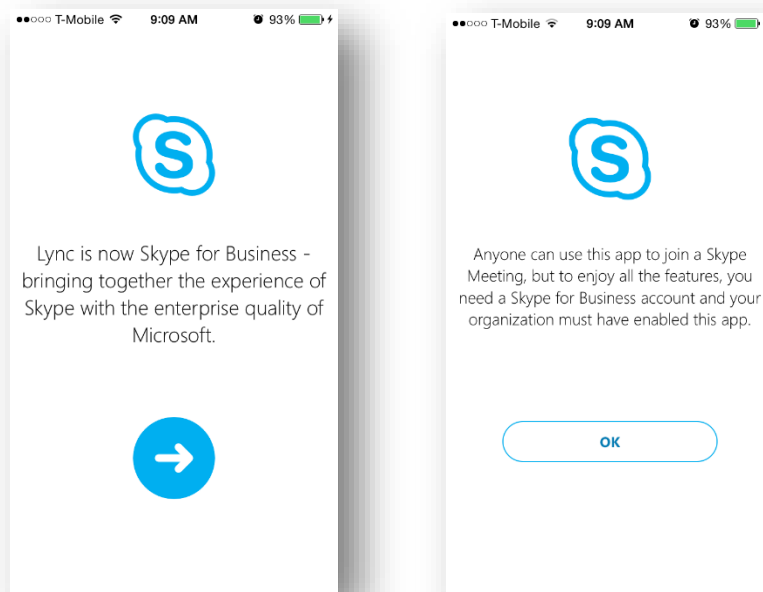 T-Mobile 9:09 AM 93%
S
Lync is now Skype for Business -
bringing together the experience of
Skype with the enterprise quality of
Microsoft.
T-Mobile 9:09 AM 93%
S
Anyone can use this app to join a Skype
Meeting, but to enjoy all the features, you
need a Skype for Business account and your
organization must have enabled this app.
OK